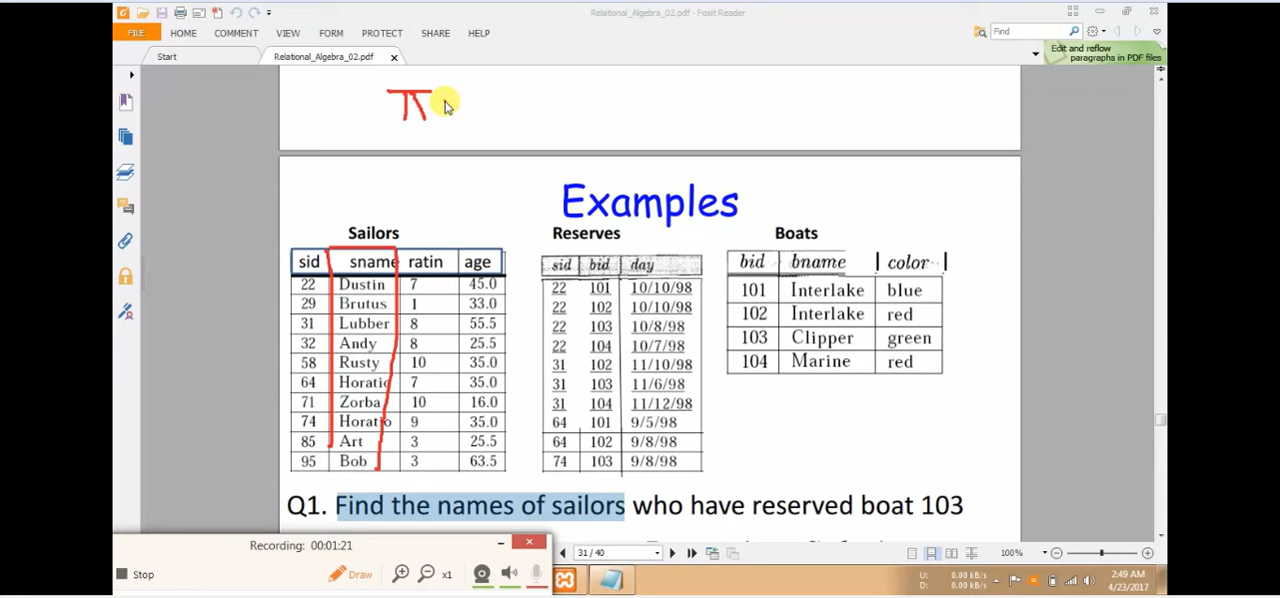 Relational_Algebra_02.pdf - Foxit Reader
FILE HOME COMMENT VIEW FORM PROTECT SHARE HELP
Find
Start Relational_Algebra_02.pdf
Edit and reflow
paragraphs in PDF files
π
Examples
Sailors Reserves Boats
sid sname ratin age
22 Dustin 7 45.0
29 Brutus 1 33.0
31 Lubber 8 55.5
32 Andy 8 25.5
58 Rusty 10 35.0
64 Horatio 7 35.0
71 Zorba 10 16.0
74 Horatio 9 35.0
85 Art 3 25.5
95 Bob 3 63.5
sid bid day
22 101 10/10/98
22 102 10/10/98
22 103 10/8/98
22 104 10/7/98
31 102 11/10/98
31 103 11/6/98
31 104 11/12/98
64 101 9/5/98
64 102 9/8/98
74 103 9/8/98
bid bname color
101 Interlake blue
102 Interlake red
103 Clipper green
104 Marine red
Q1. Find the names of sailors who have reserved boat 103
Recording: 00:01:21
Stop Draw x1
31 / 40
100%
U: 0.00 kB/s
D: 0.00 kB/s
2:49 AM
4/23/2017